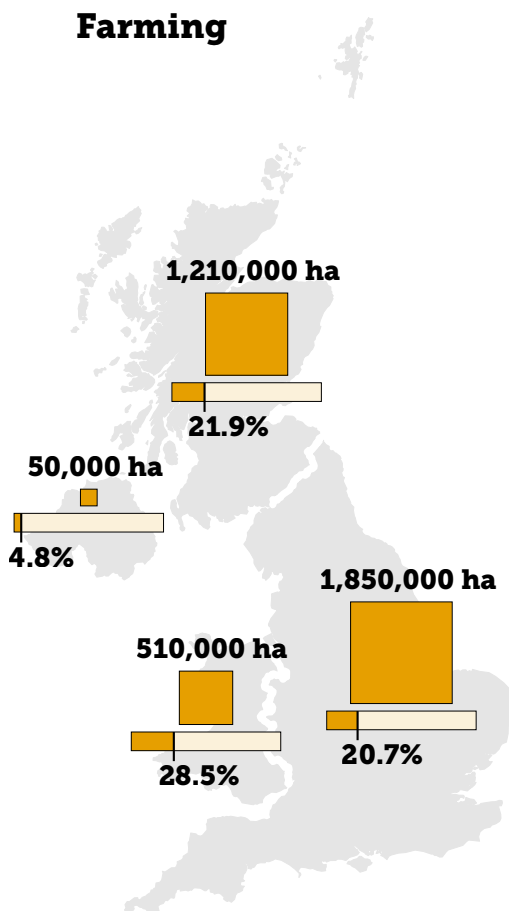 Farming
1,210,000 ha
21.9%
50,000 ha
4.8%
1,850,000 ha
510,000 ha
20.7%
28.5%